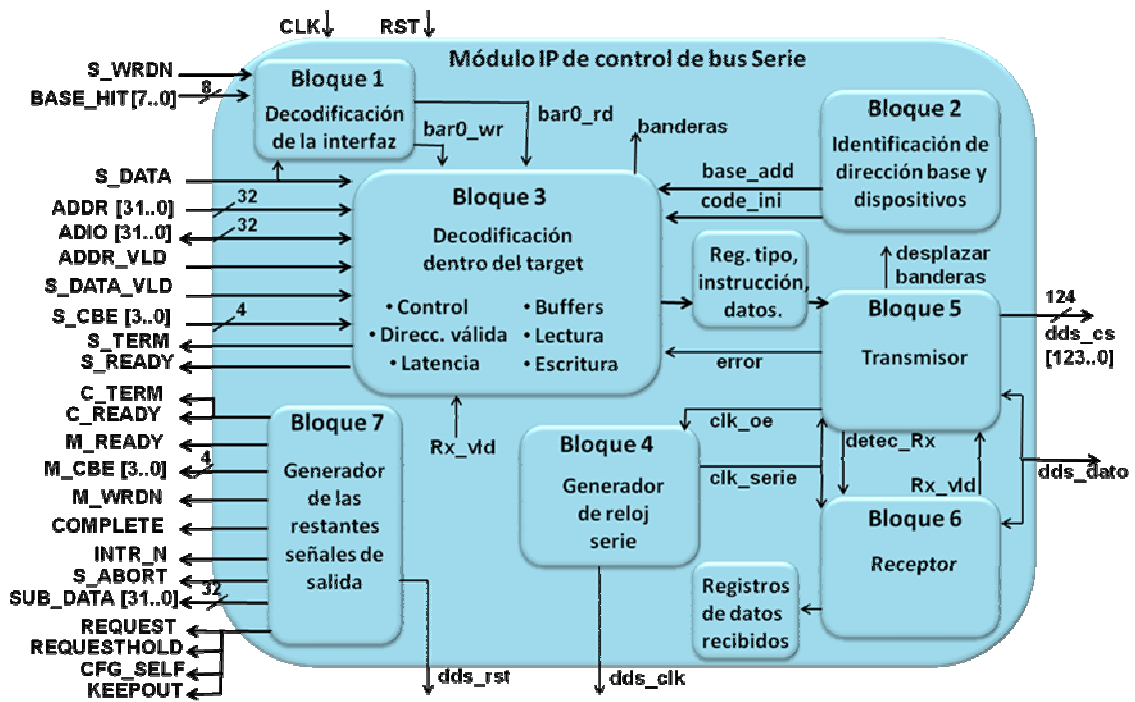 CLK
RST
Módulo IP de control de bus Serie
S_WRDN
BASE_HIT[7..0]
8
Bloque 1
Decodificación
de la interfaz
bar0_wr
bar0_rd
banderas
Bloque 2
Identificación de
dirección base y
dispositivos
base_add
code_ini
S_DATA
ADDR [31..0]
32
ADIO [31..0]
32
ADDR_VLD
S_DATA_VLD
S_CBE [3..0]
4
S_TERM
S_READY
Bloque 3
Decodificación
dentro del target
• Control
• Buffers
• Direcc. válida
• Lectura
• Latencia
• Escritura
Reg. tipo,
instrucción,
datos.
desplazar
banderas
Bloque 5
Transmisor
124
dds_cs
[123..0]
error
C_TERM
C_READY
M_READY
M_CBE [3..0]
4
M_WRDN
COMPLETE
INTR_N
S_ABORT
SUB_DATA [31..0]
32
REQUEST
REQUESTHOLD
CFG_SELF
KEEPOUT
Bloque 7
Generador
de las
restantes
señales de
salida
Rx_vld
Bloque 4
Generador
de reloj
serie
clk_oe
clk_serie
detec_Rx
Rx_vld
dds_dato
Bloque 6
Receptor
Registros
de datos
recibidos
dds_rst
dds_clk